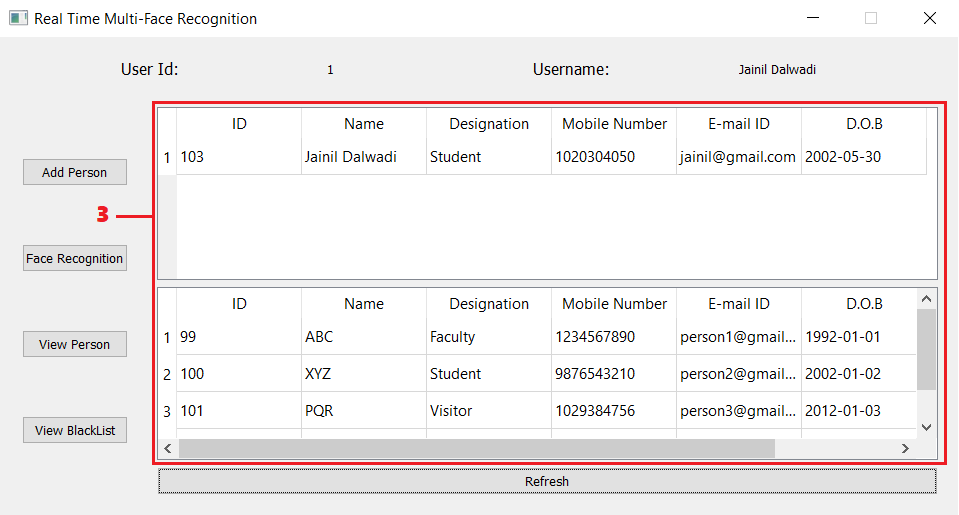 Real Time Multi-Face Recognition
User Id: 1 Username: Jainil Dalwadi
ID Name Designation Mobile Number E-mail ID D.O.B
1 103 Jainil Dalwadi Student 1020304050 jainil@gmail.com 2002-05-30
Add Person
3
Face Recognition
ID Name Designation Mobile Number E-mail ID D.O.B
1 99 ABC Faculty 1234567890 person1@gmail... 1992-01-01
View Person
2 100 XYZ Student 9876543210 person2@gmail... 2002-01-02
3 101 PQR Visitor 1029384756 person3@gmail... 2012-01-03
View BlackList
Refresh